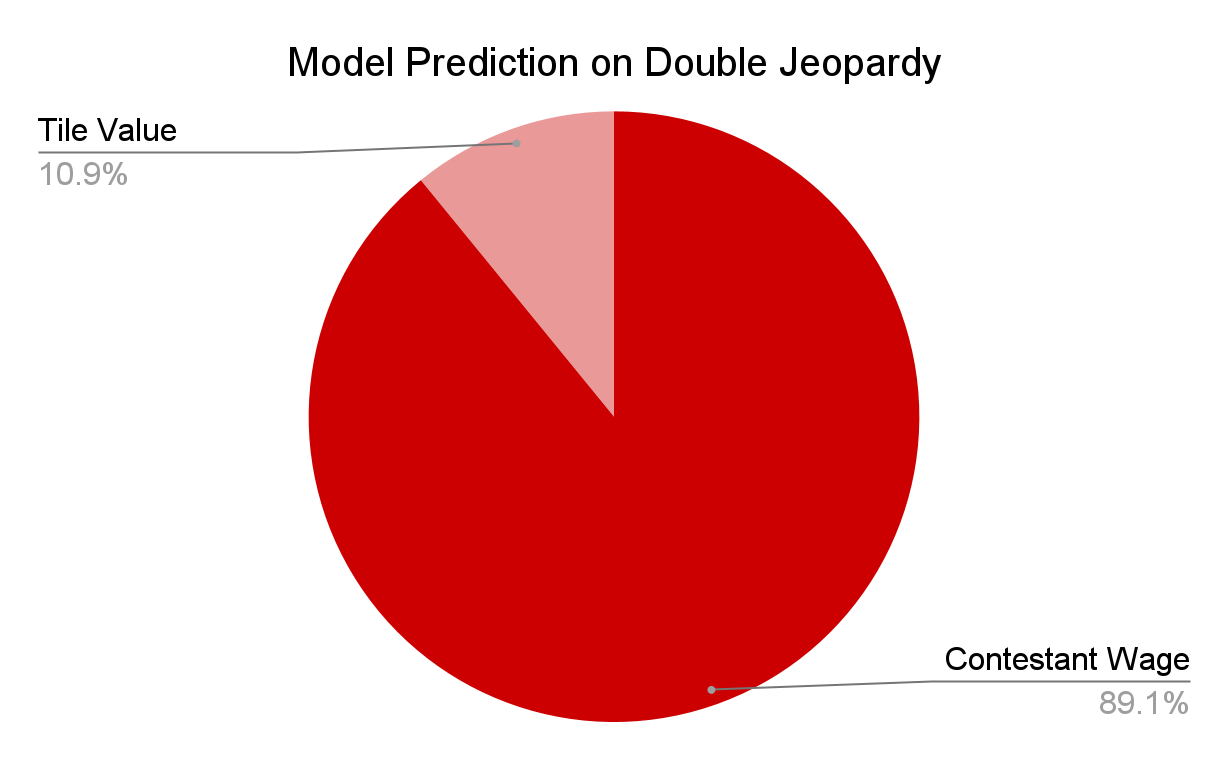 Model Prediction on Double Jeopardy
Tile Value
10.9%
Contestant Wage
89.1%